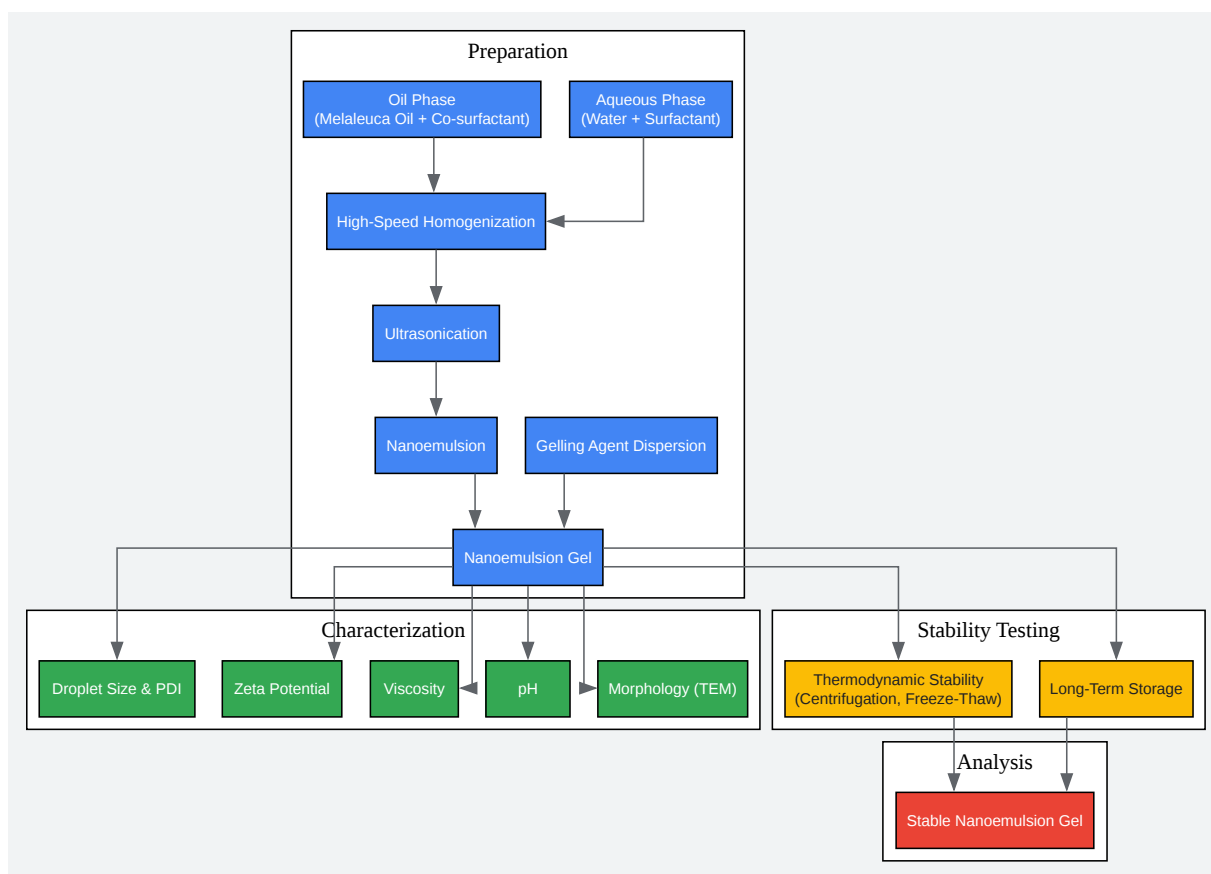 Preparation
Oil Phase
(Melaleuca Oil + Co-surfactant)
Aqueous Phase
(Water + Surfactant)
High-Speed Homogenization
Ultrasonication
Nanoemulsion
Gelling Agent Dispersion
Nanoemulsion Gel
Characterization
Droplet Size & PDI
Zeta Potential
Viscosity
pH
Morphology (TEM)
Stability Testing
Thermodynamic Stability
(Centrifugation, Freeze-Thaw)
Long-Term Storage
Analysis
Stable Nanoemulsion Gel